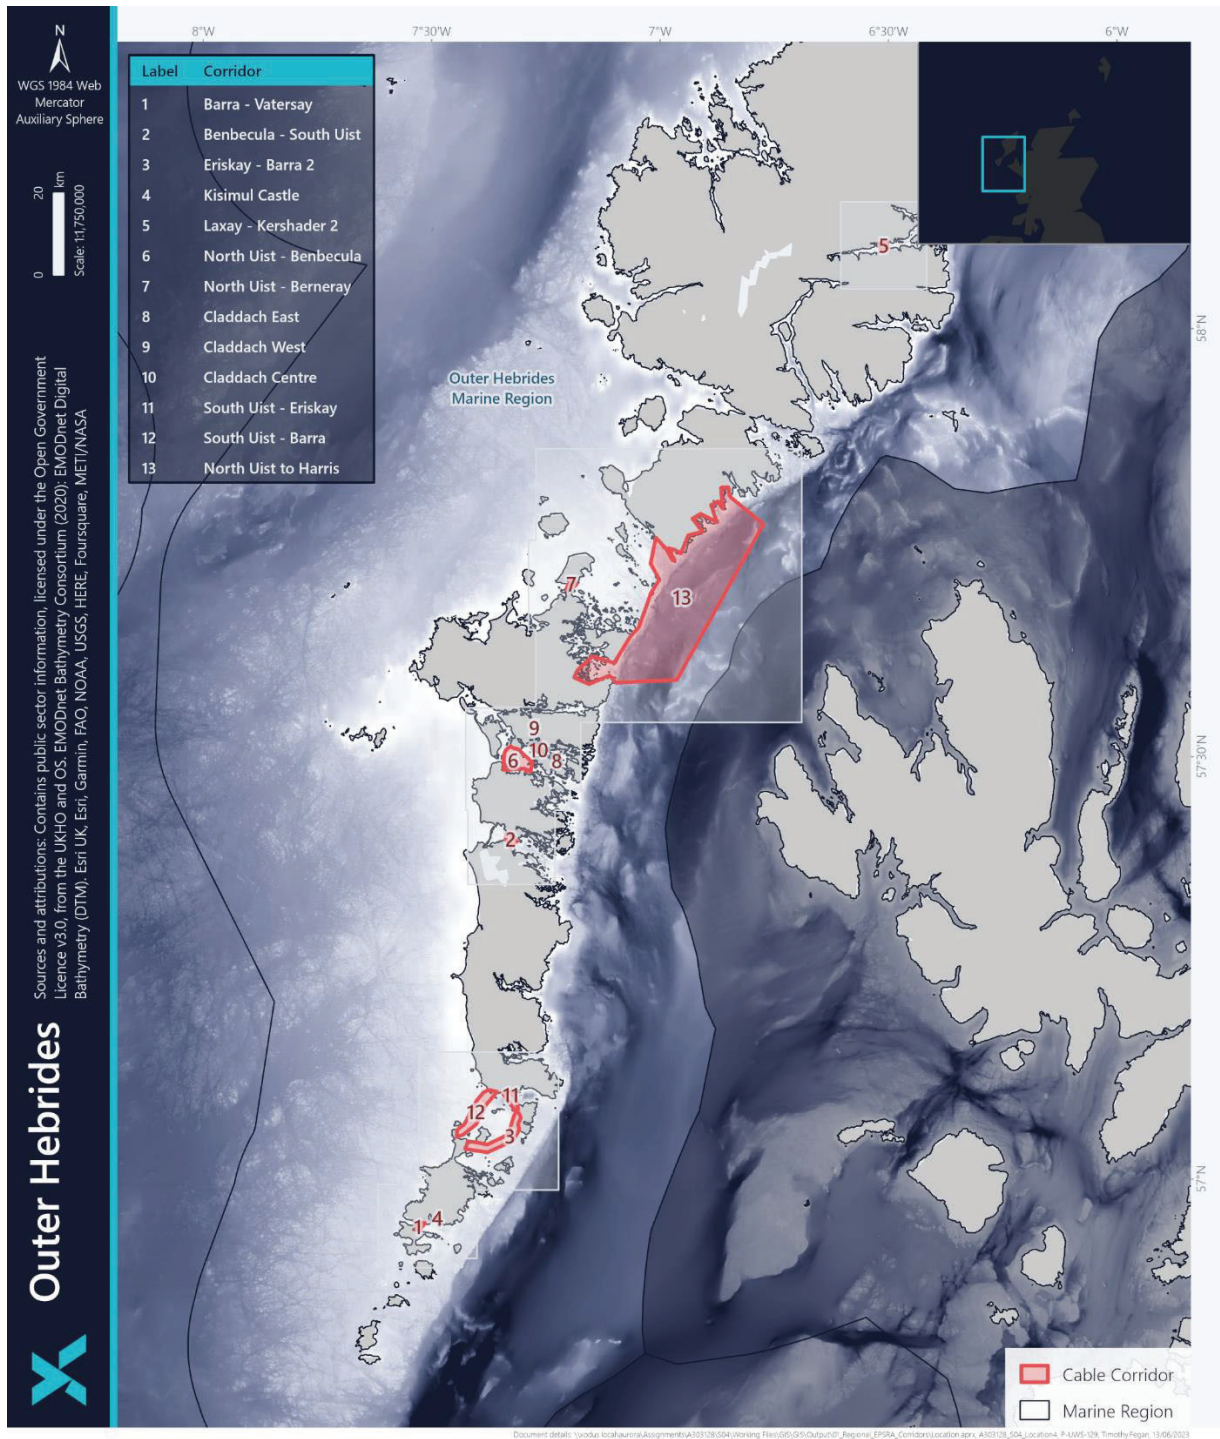 N
WGS 1984 Web
Mercator
Auxiliary Sphere
20
km
0
Scale: 1:1,750,000
Sources and attributions: Contains public sector information, licensed under the Open Government
Licence v3.0, from the UKHO and OS. EMODnet Bathymetry Consortium (2020): EMODnet Digital
Bathymetry (DTM). Esri UK, Esri, Garmin, FAO, NOAA, USGS, HERE, Foursquare, METI/NASA
Outer Hebrides
8°W
7°30'W
7°W
6°30'W
6°W
Label Corridor
1 Barra - Vatersay
2 Benbecula - South Uist
3 Eriskay - Barra 2
4 Kisimul Castle
5 Laxay - Kershader 2
6 North Uist - Benbecula
7 North Uist - Berneray
8 Claddach East
9 Claddach West
10 Claddach Centre
11 South Uist - Eriskay
12 South Uist - Barra
13 North Uist to Harris
5
58°N
Outer Hebrides
Marine Region
7
13
9
10
6
8
57°30'N
2
11
12
3
57°N
4
1
Cable Corridor
Marine Region